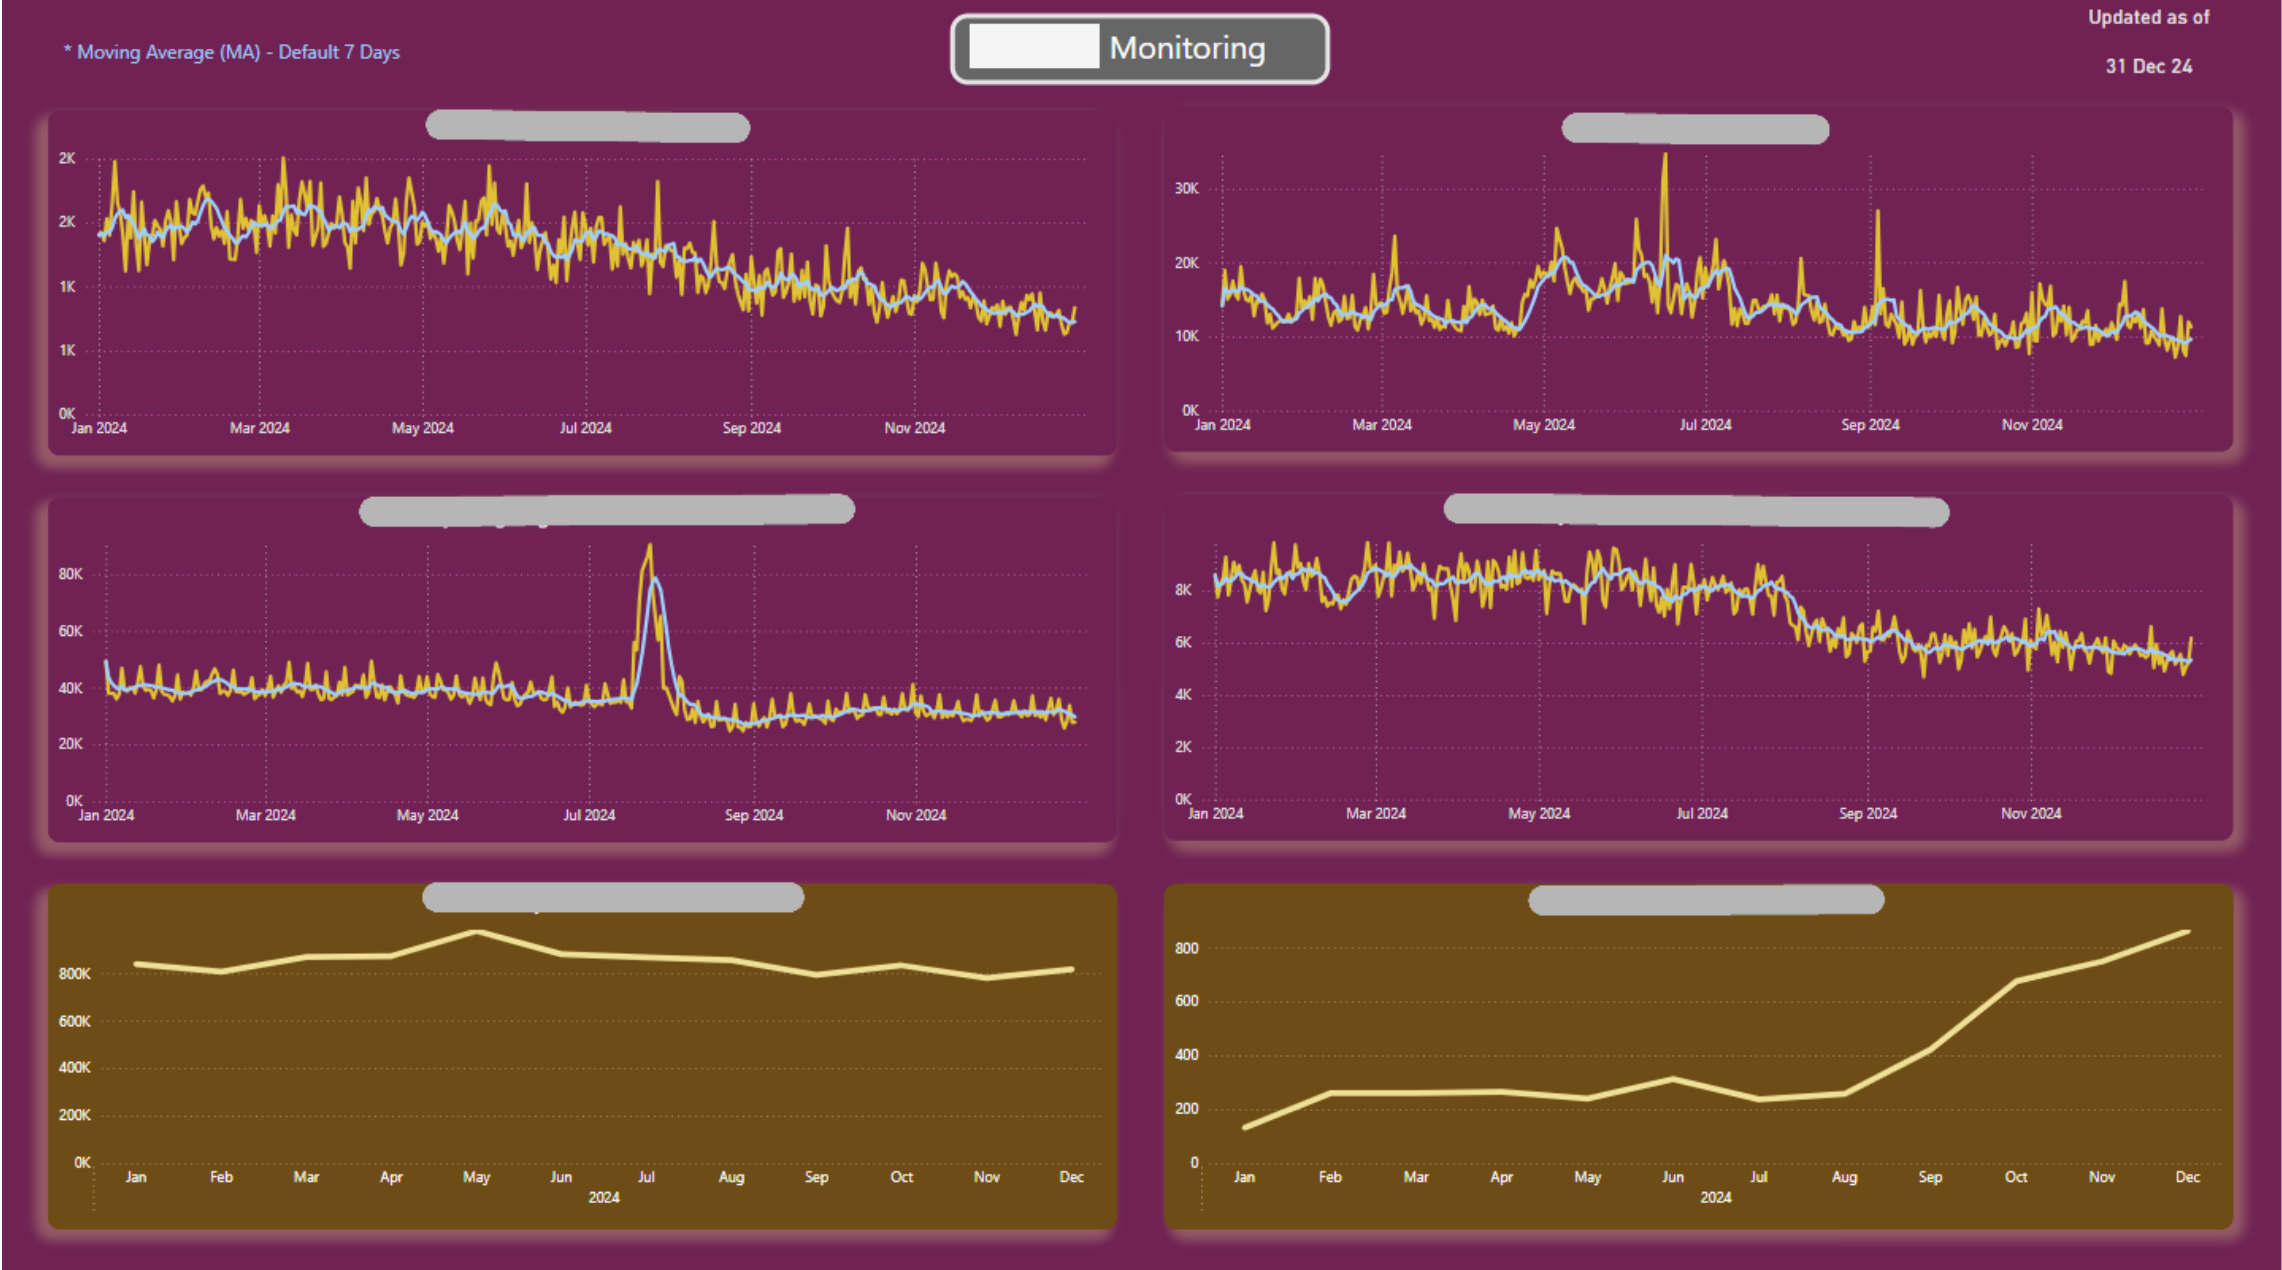 * Moving Average (MA) - Default 7 Days
Monitoring
Updated as of
31 Dec 24
2K
2K
1K
1K
0K
Jan 2024 Mar 2024 May 2024 Jul 2024 Sep 2024 Nov 2024
30K
20K
10K
0K
Jan 2024 Mar 2024 May 2024 Jul 2024 Sep 2024 Nov 2024
80K
60K
40K
20K
0K
Jan 2024 Mar 2024 May 2024 Jul 2024 Sep 2024 Nov 2024
8K
6K
4K
2K
0K
Jan 2024 Mar 2024 May 2024 Jul 2024 Sep 2024 Nov 2024
800K
600K
400K
200K
0K
Jan Feb Mar Apr May Jun Jul Aug Sep Oct Nov Dec
2024
800
600
400
200
0
Jan Feb Mar Apr May Jun Jul Aug Sep Oct Nov Dec
2024